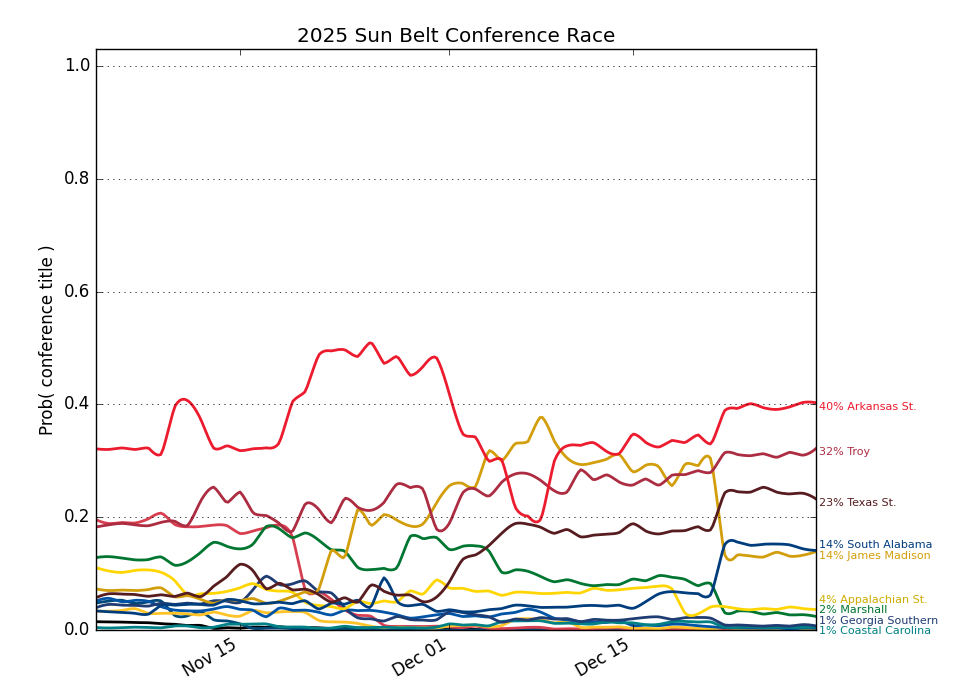 2025 Sun Belt Conference Race
Prob( conference title )
1.0
0.8
0.6
0.4
0.2
0.0
Nov 15
Dec 01
Dec 15
40% Arkansas St.
32% Troy
23% Texas St.
14% South Alabama
14% James Madison
4% Appalachian St.
2% Marshall
1% Georgia Southern
1% Coastal Carolina